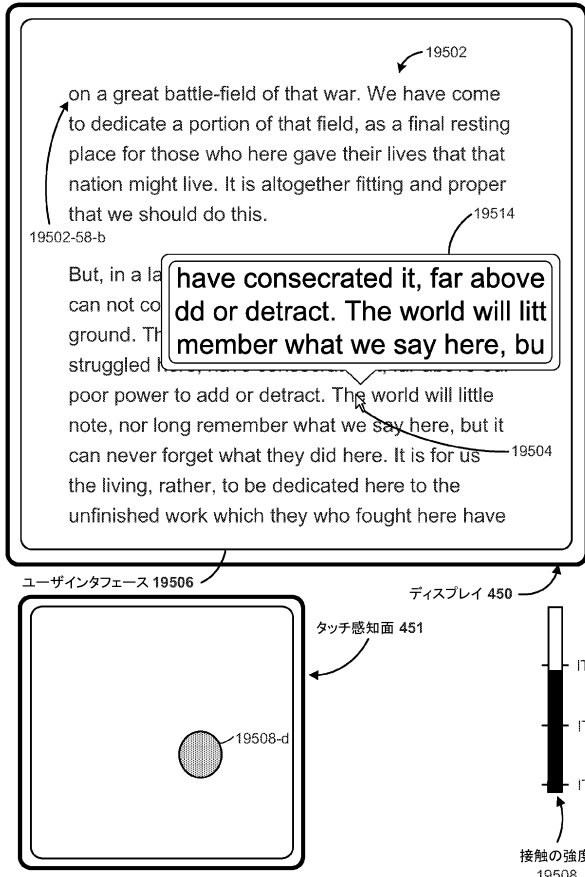 19502
on a great battle-field of that war. We have come
to dedicate a portion of that field, as a final resting
place for those who here gave their lives that that
nation might live. It is altogether fitting and proper
that we should do this.
19514
19502-58-b
But, in a la
have consecrated it, far above
can not co
dd or detract. The world will litt
ground. Th
member what we say here, bu
struggled
poor power to add or detract. The world will little
note, nor long remember what we say here, but it
19504
can never forget what they did here. It is for us
the living, rather, to be dedicated here to the
unfinished work which they who fought here have
ユーザインタフェース 19506
ディスプレイ 450
タッチ感知面 451
19508-d
IT
IT
IT
接触の強度
19508